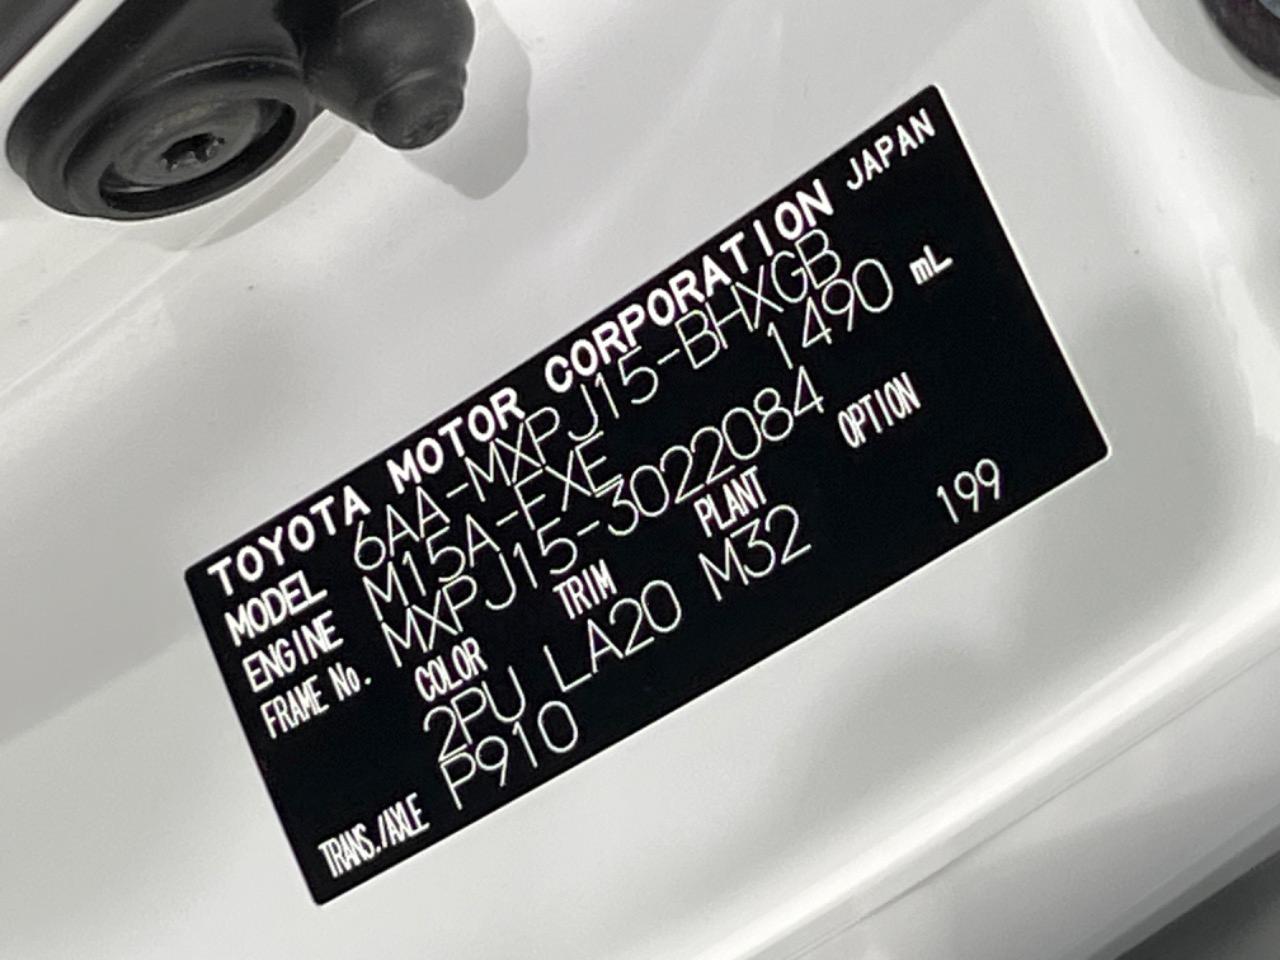 TOYOTA MOTOR CORPORATION JAPAN
MODEL 6AA-MXPJ15-BHXGB
ENGINE M15A-FXE 1490 mL
FRAME No. MXPJ15-3022084
COLOR TRIM PLANT OPTION
2PU LA20 M32 199
TRANS./AXLE P910